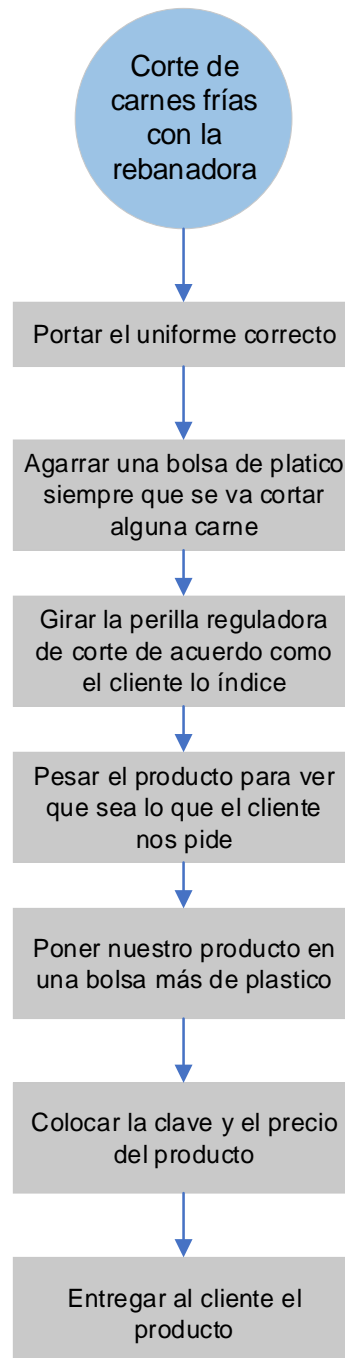 Corte de
carnes frías
con la
rebanadora
Portar el uniforme correcto
Agarrar una bolsa de platico
siempre que se va cortar
alguna carne
Girar la perilla reguladora
de corte de acuerdo como
el cliente lo índice
Pesar el producto para ver
que sea lo que el cliente
nos pide
Poner nuestro producto en
una bolsa más de plastico
Colocar la clave y el precio
del producto
Entregar al cliente el
producto